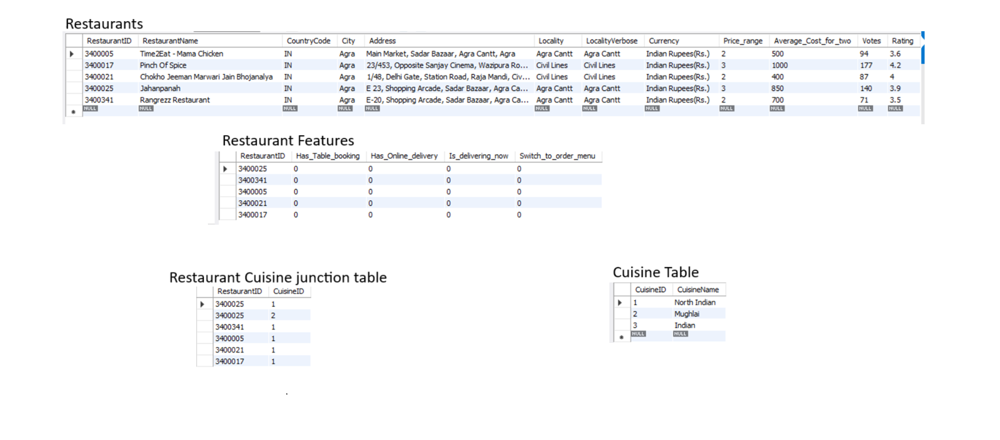 Restaurants
RestaurantID RestaurantName CountryCode City Address Locality LocalityVerbose Currency Price_range Average_Cost_for_two Votes Rating
3400005 Time2Eat - Mama Chicken IN Agra Main Market, Sadar Bazaar, Agra Cantt, Agra Agra Cantt Agra Cantt Indian Rupees(Rs.) 2 500 94 3.6
3400017 Pinch Of Spice IN Agra 23/453, Opposite Sanjay Cinema, Wazipura Ro... Civil Lines Civil Lines Indian Rupees(Rs.) 3 1000 177 4.2
3400021 Chokho Jeeman Marwari Jain Bhojanalya IN Agra 1/48, Delhi Gate, Station Road, Raja Mandi, Civ... Civil Lines Civil Lines Indian Rupees(Rs.) 2 400 87 4
3400025 Jahanpanah IN Agra E 23, Shopping Arcade, Sadar Bazaar, Agra Ca... Agra Cantt Agra Cantt Indian Rupees(Rs.) 3 850 140 3.9
3400341 Rangrezz Restaurant IN Agra E-20, Shopping Arcade, Sadar Bazaar, Agra Ca... Agra Cantt Agra Cantt Indian Rupees(Rs.) 2 700 71 3.5
NULL NULL NULL NULL NULL NULL NULL NULL NULL NULL NULL NULL
Restaurant Features
RestaurantID Has_Table_booking Has_Online_delivery Is_delivering_now Switch_to_order_menu
3400025 0 0 0 0
3400341 0 0 0 0
3400005 0 0 0 0
3400021 0 0 0 0
3400017 0 0 0 0
Restaurant Cuisine junction table
RestaurantID CuisineID
3400025 1
3400025 2
3400341 1
3400005 1
3400021 1
3400017 1
Cuisine Table
CuisineID CuisineName
1 North Indian
2 Mughlai
3 Indian
NULL NULL
.